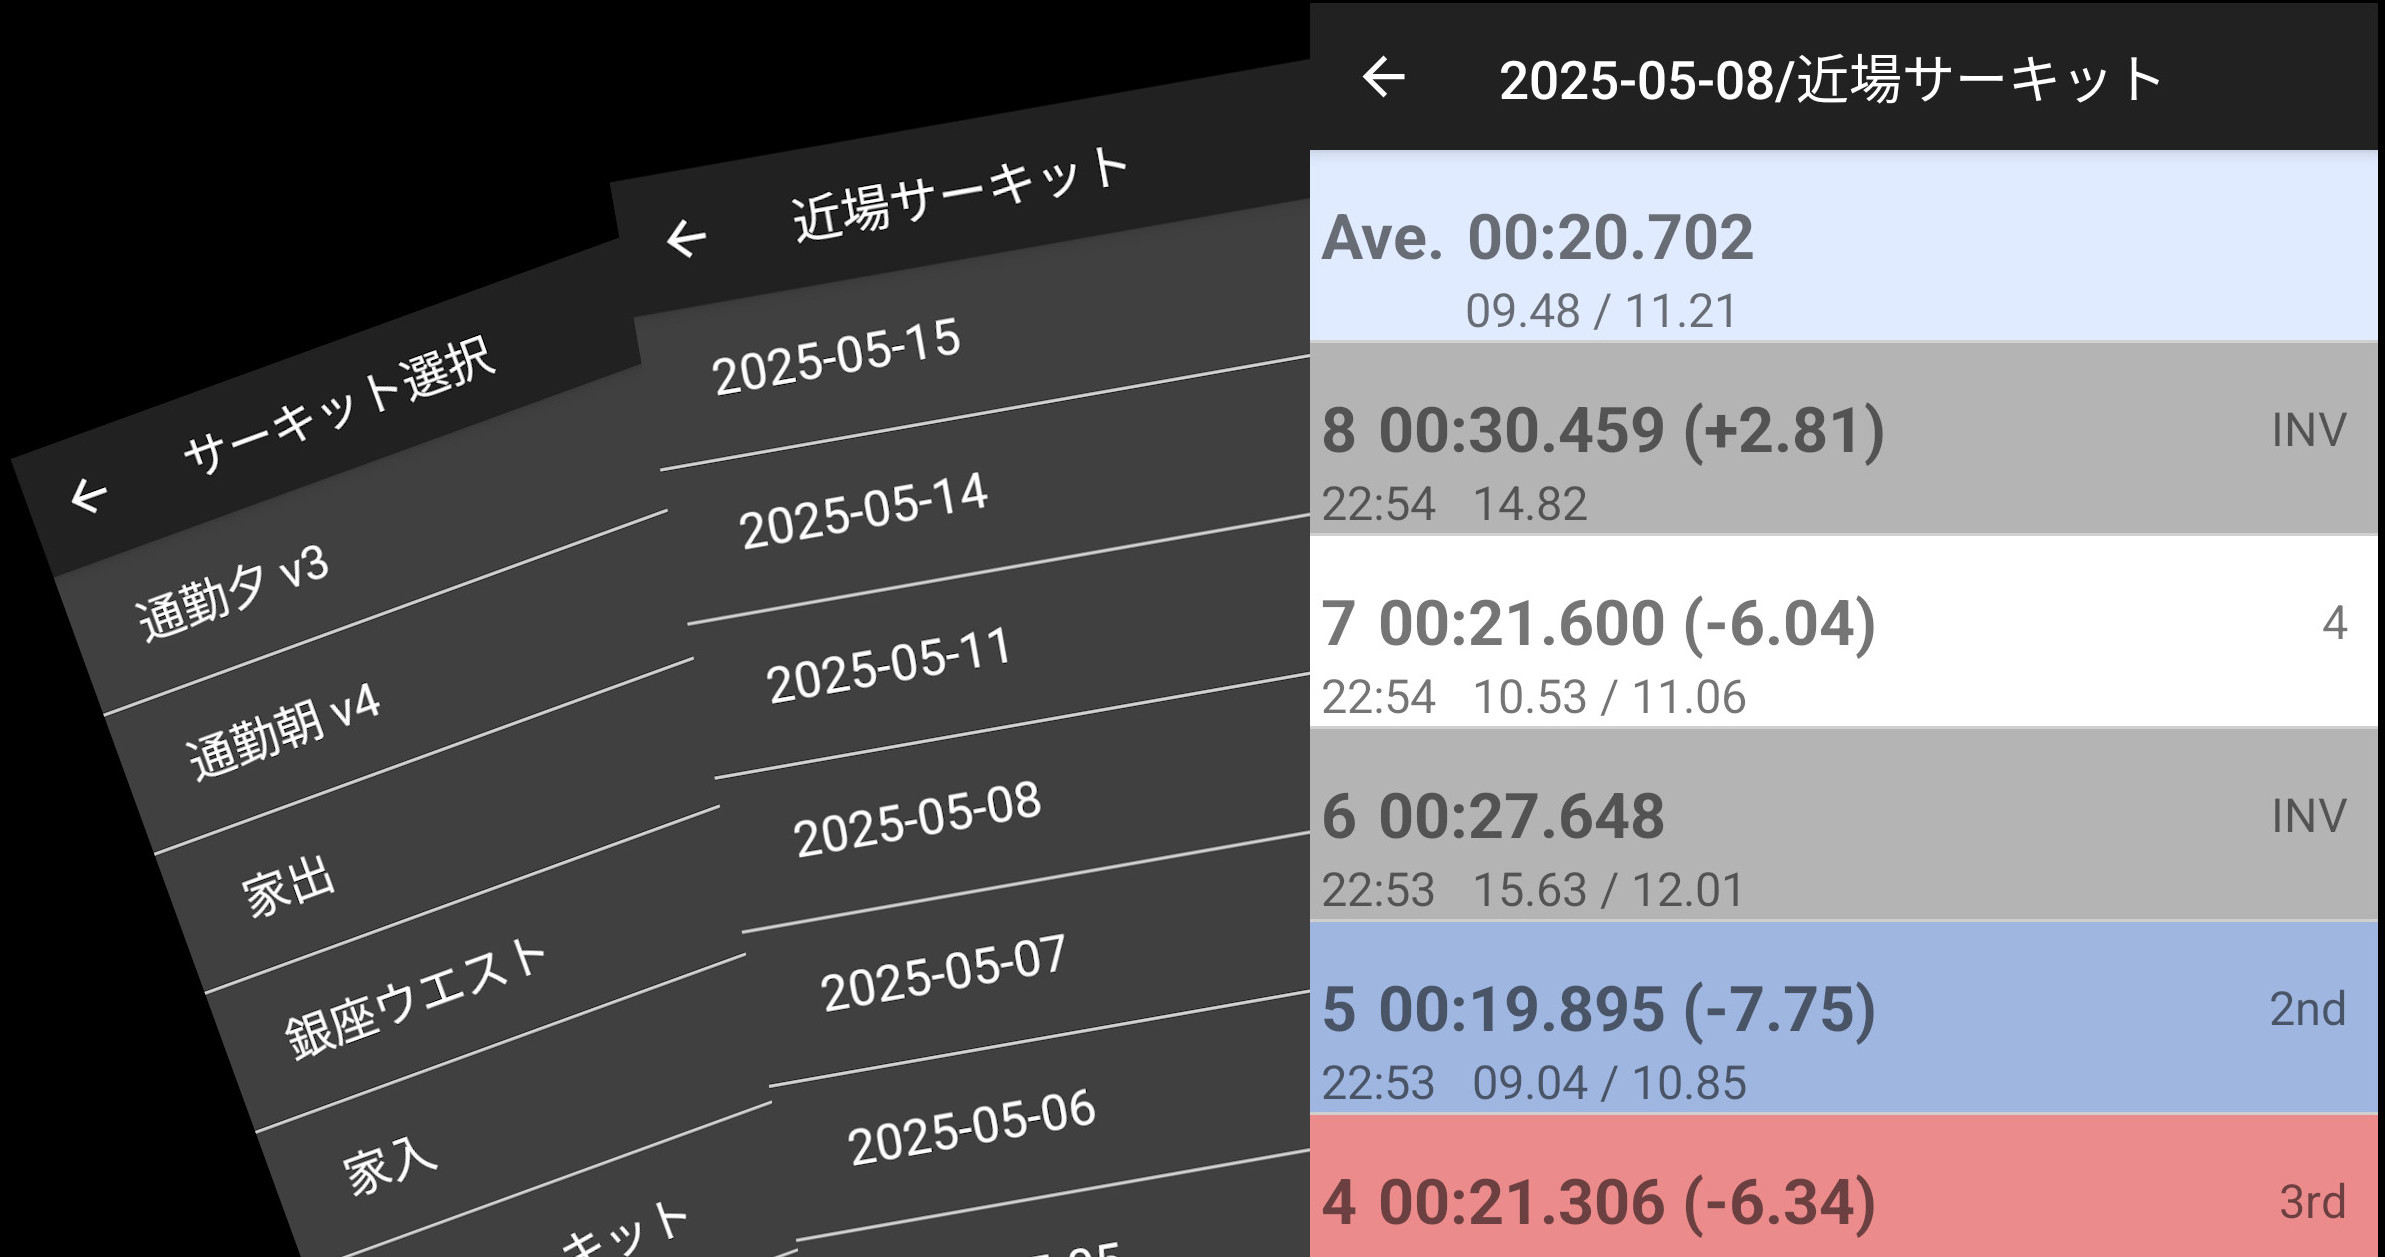 サーキット選択
通勤夕 v3
通勤朝 v4
家出
銀座ウエスト
家入
キット
近場サーキット
2025-05-15
2025-05-14
2025-05-11
2025-05-08
2025-05-07
2025-05-06
2025-05-08/近場サーキット
Ave. 00:20.702
09.48 / 11.21
8 00:30.459 (+2.81) INV
22:54 14.82
7 00:21.600 (-6.04) 4
22:54 10.53 / 11.06
6 00:27.648 INV
22:53 15.63 / 12.01
5 00:19.895 (-7.75) 2nd
22:53 09.04 / 10.85
4 00:21.306 (-6.34) 3rd